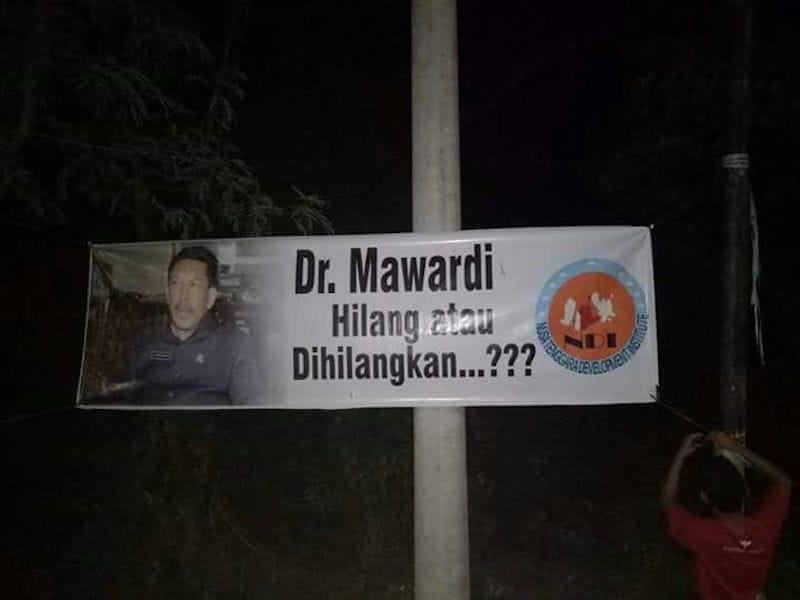 Dr. Mawardi
Hilang atau
Dihilangkan...???
NDI
NUSA TENGGARA DEVELOPMENT INSTITUTE